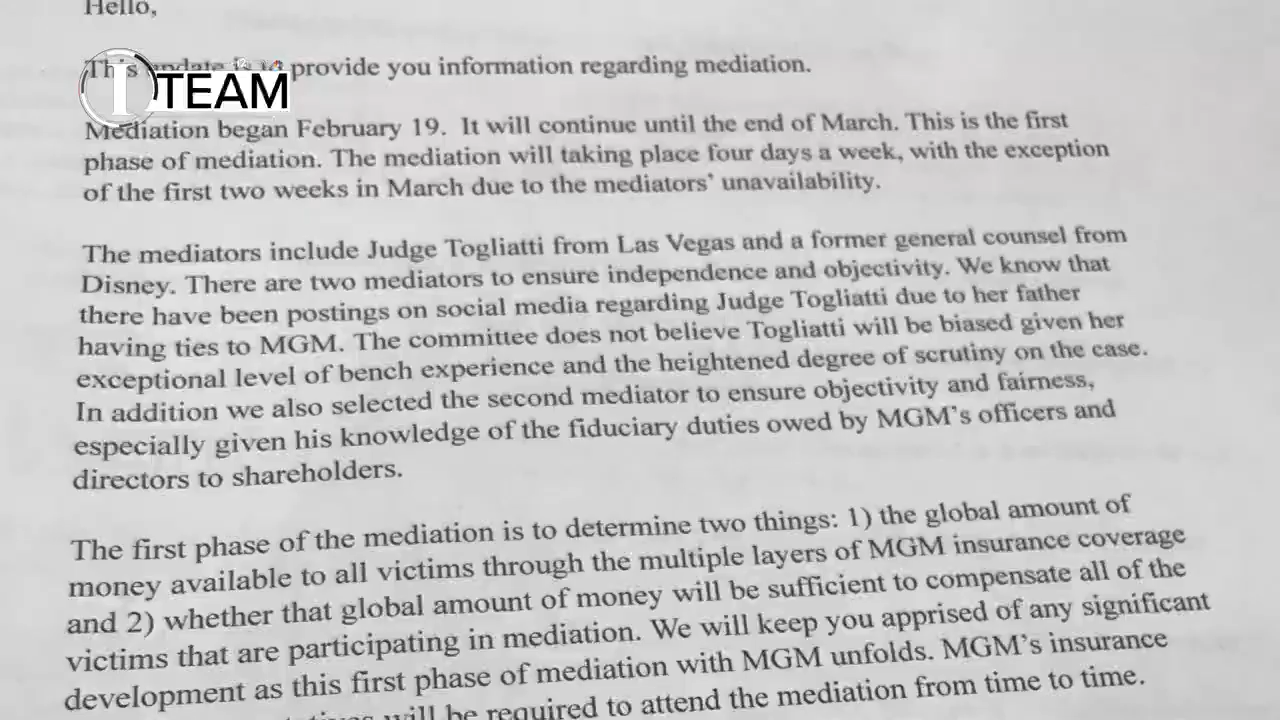 Hello,
This update is to provide you information regarding mediation.
I TEAM
Mediation began February 19. It will continue until the end of March. This is the first
phase of mediation. The mediation will taking place four days a week, with the exception
of the first two weeks in March due to the mediators' unavailability.
The mediators include Judge Togliatti from Las Vegas and a former general counsel from
Disney. There are two mediators to ensure independence and objectivity. We know that
there have been postings on social media regarding Judge Togliatti due to her father
having ties to MGM. The committee does not believe Togliatti will be biased given her
exceptional level of bench experience and the heightened degree of scrutiny on the case.
In addition we also selected the second mediator to ensure objectivity and fairness,
especially given his knowledge of the fiduciary duties owed by MGM's officers and
directors to shareholders.
The first phase of the mediation is to determine two things: 1) the global amount of
money available to all victims through the multiple layers of MGM insurance coverage
and 2) whether that global amount of money will be sufficient to compensate all of the
victims that are participating in mediation. We will keep you apprised of any significant
development as this first phase of mediation with MGM unfolds. MGM's insurance
will be required to attend the mediation from time to time.